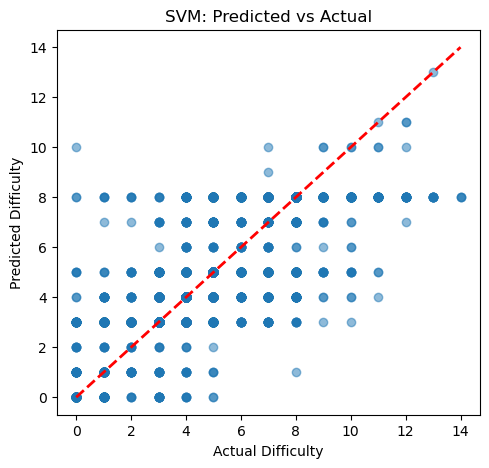 SVM: Predicted vs Actual
14
12
10
8
6
4
2
0
Predicted Difficulty
0 2 4 6 8 10 12 14
Actual Difficulty